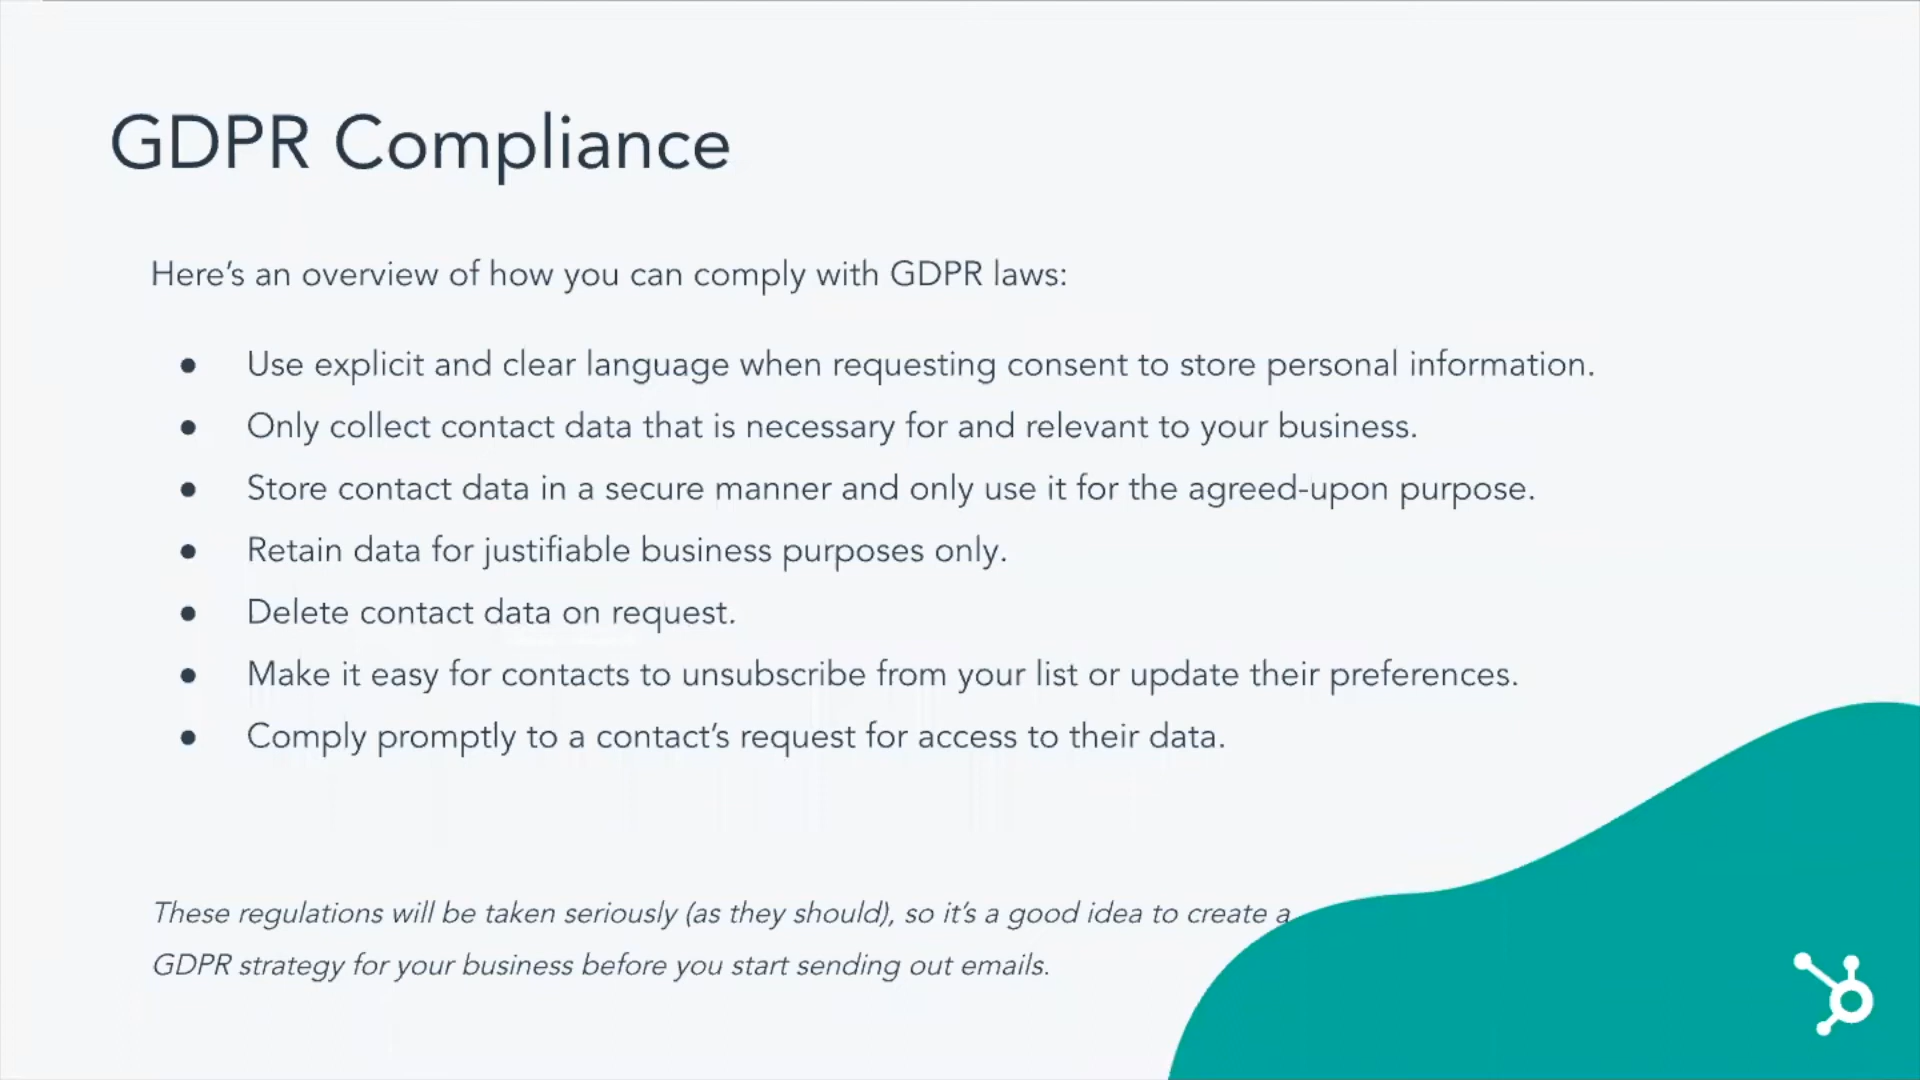 GDPR Compliance
Here’s an overview of how you can comply with GDPR laws:
● Use explicit and clear language when requesting consent to store personal information.
● Only collect contact data that is necessary for and relevant to your business.
● Store contact data in a secure manner and only use it for the agreed-upon purpose.
● Retain data for justifiable business purposes only.
● Delete contact data on request.
● Make it easy for contacts to unsubscribe from your list or update their preferences.
● Comply promptly to a contact’s request for access to their data.
These regulations will be taken seriously (as they should), so it’s a good idea to create a
GDPR strategy for your business before you start sending out emails.